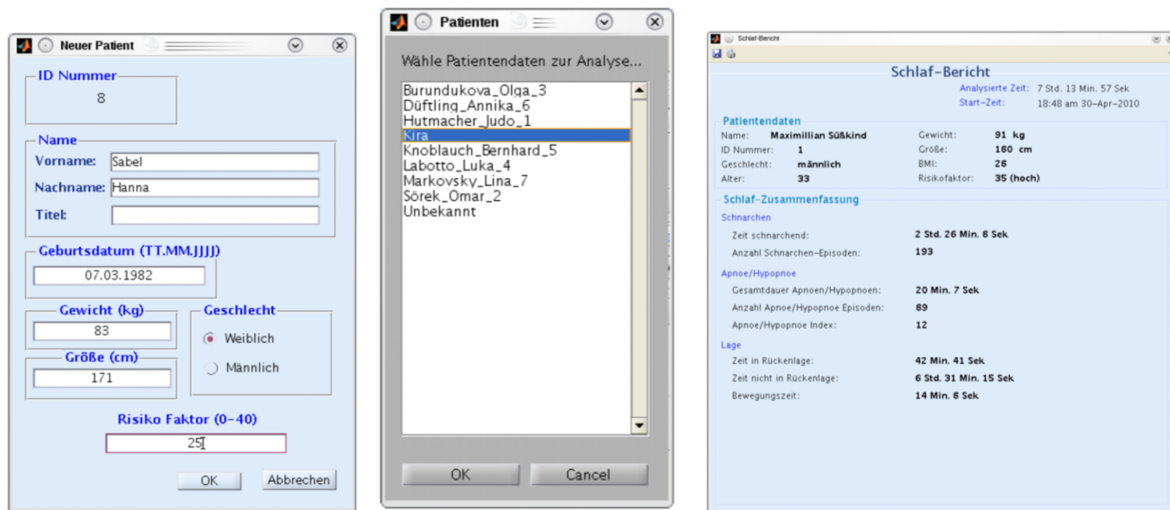 Neuer Patient
ID Nummer
8
Name
Vorname: Sabel
Nachname: Hanna
Titel:
Geburtsdatum (TT.MM.JJJJ)
07.03.1982
Gewicht (kg)
83
Größe (cm)
171
Geschlecht
Weiblich
Männlich
Risiko Faktor (0-40)
25
OK Abbrechen
Patienten
Wähle Patientendaten zur Analyse...
Burundukova_Olga_3
Düftling_Annika_6
Hutmacher_Judo_1
Kira
Knoblauch_Bernhard_5
Labotto_Luka_4
Markovsky_Lina_7
Sörek_Omar_2
Unbekannt
OK Cancel
Schlaf-Bericht
Schlaf-Bericht
Analysierte Zeit: 7 Std. 13 Min. 57 Sek
Start-Zeit: 18:48 am 30-Apr-2010
Patientendaten
Name: Maximillian Süßkind Gewicht: 91 kg
ID Nummer: 1 Größe: 180 cm
Geschlecht: männlich BMI: 28
Alter: 33 Risikofaktor: 35 (hoch)
Schlaf-Zusammenfassung
Schnarchen
Zeit schnarchend: 2 Std. 26 Min. 8 Sek
Anzahl Schnarchen-Episoden: 193
Apnoe/Hypopnoe
Gesamtdauer Apnoen/Hypopnoen: 20 Min. 7 Sek
Anzahl Apnoe/Hypopnoe Episoden: 89
Apnoe/Hypopnoe Index: 12
Lage
Zeit in Rückenlage: 42 Min. 41 Sek
Zeit nicht in Rückenlage: 6 Std. 31 Min. 15 Sek
Bewegungszeit: 14 Min. 8 Sek